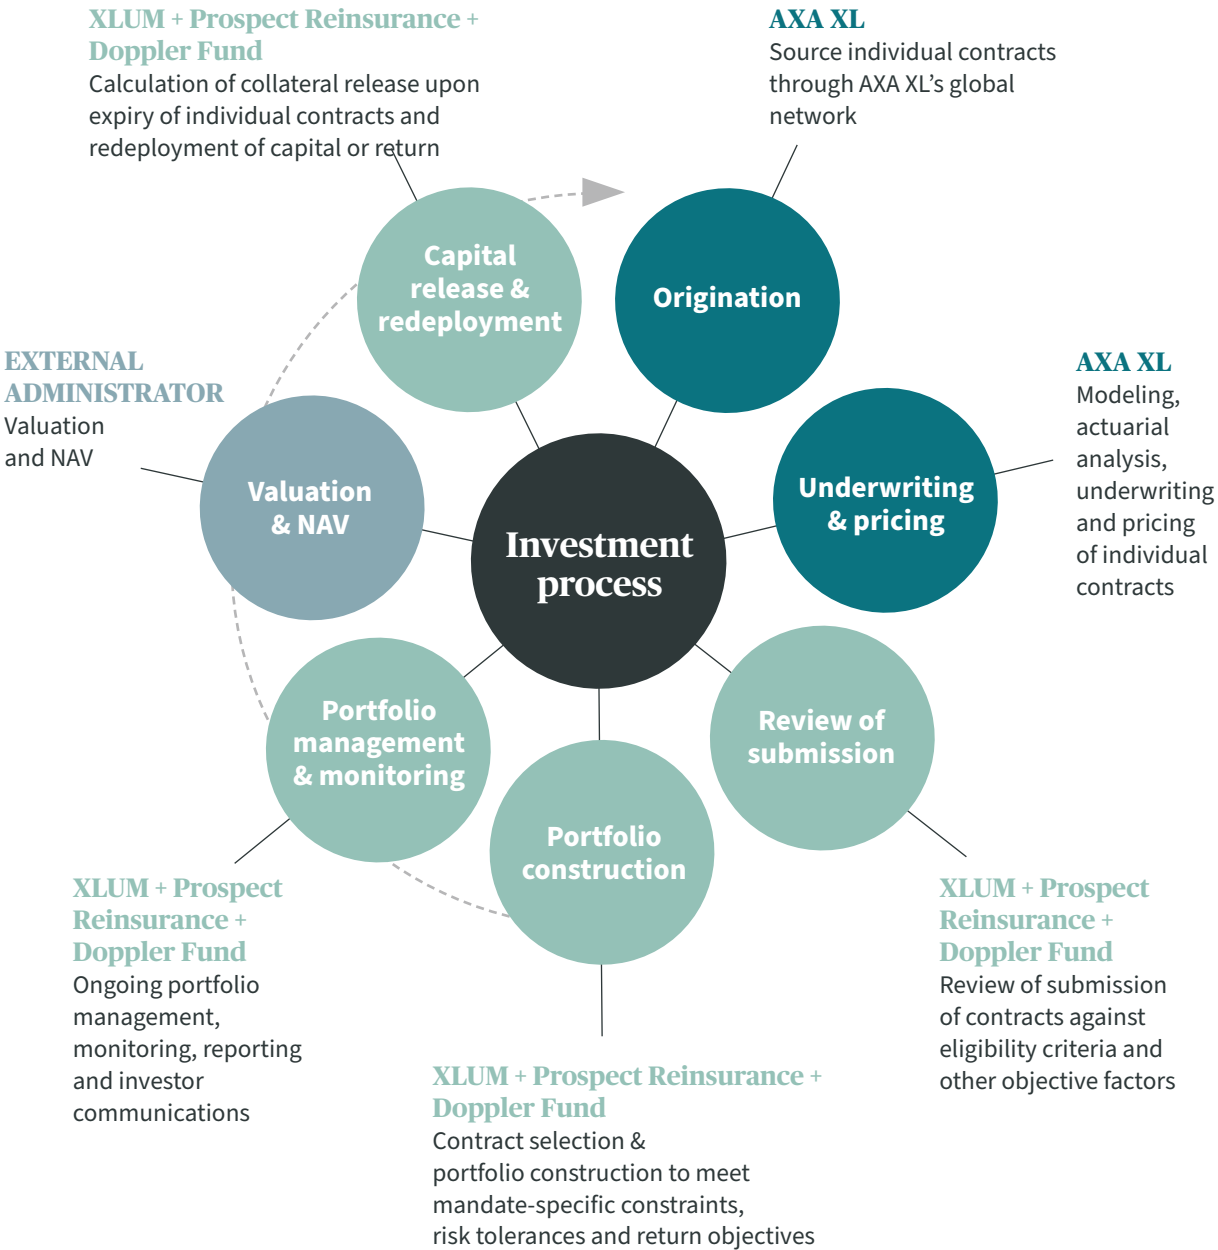 XLUM + Prospect Reinsurance +
Doppler Fund
Calculation of collateral release upon
expiry of individual contracts and
redeployment of capital or return
AXA XL
Source individual contracts
through AXA XL’s global
network
Capital
release &
redeployment
Origination
EXTERNAL
ADMINISTRATOR
Valuation
and NAV
Valuation
& NAV
Investment
process
Underwriting
& pricing
AXA XL
Modeling,
actuarial
analysis,
underwriting
and pricing
of individual
contracts
Portfolio
management
& monitoring
Portfolio
construction
Review of
submission
XLUM + Prospect
Reinsurance +
Doppler Fund
Ongoing portfolio
management,
monitoring, reporting
and investor
communications
XLUM + Prospect Reinsurance +
Doppler Fund
Contract selection &
portfolio construction to meet
mandate-specific constraints,
risk tolerances and return objectives
XLUM + Prospect
Reinsurance +
Doppler Fund
Review of submission
of contracts against
eligibility criteria and
other objective factors